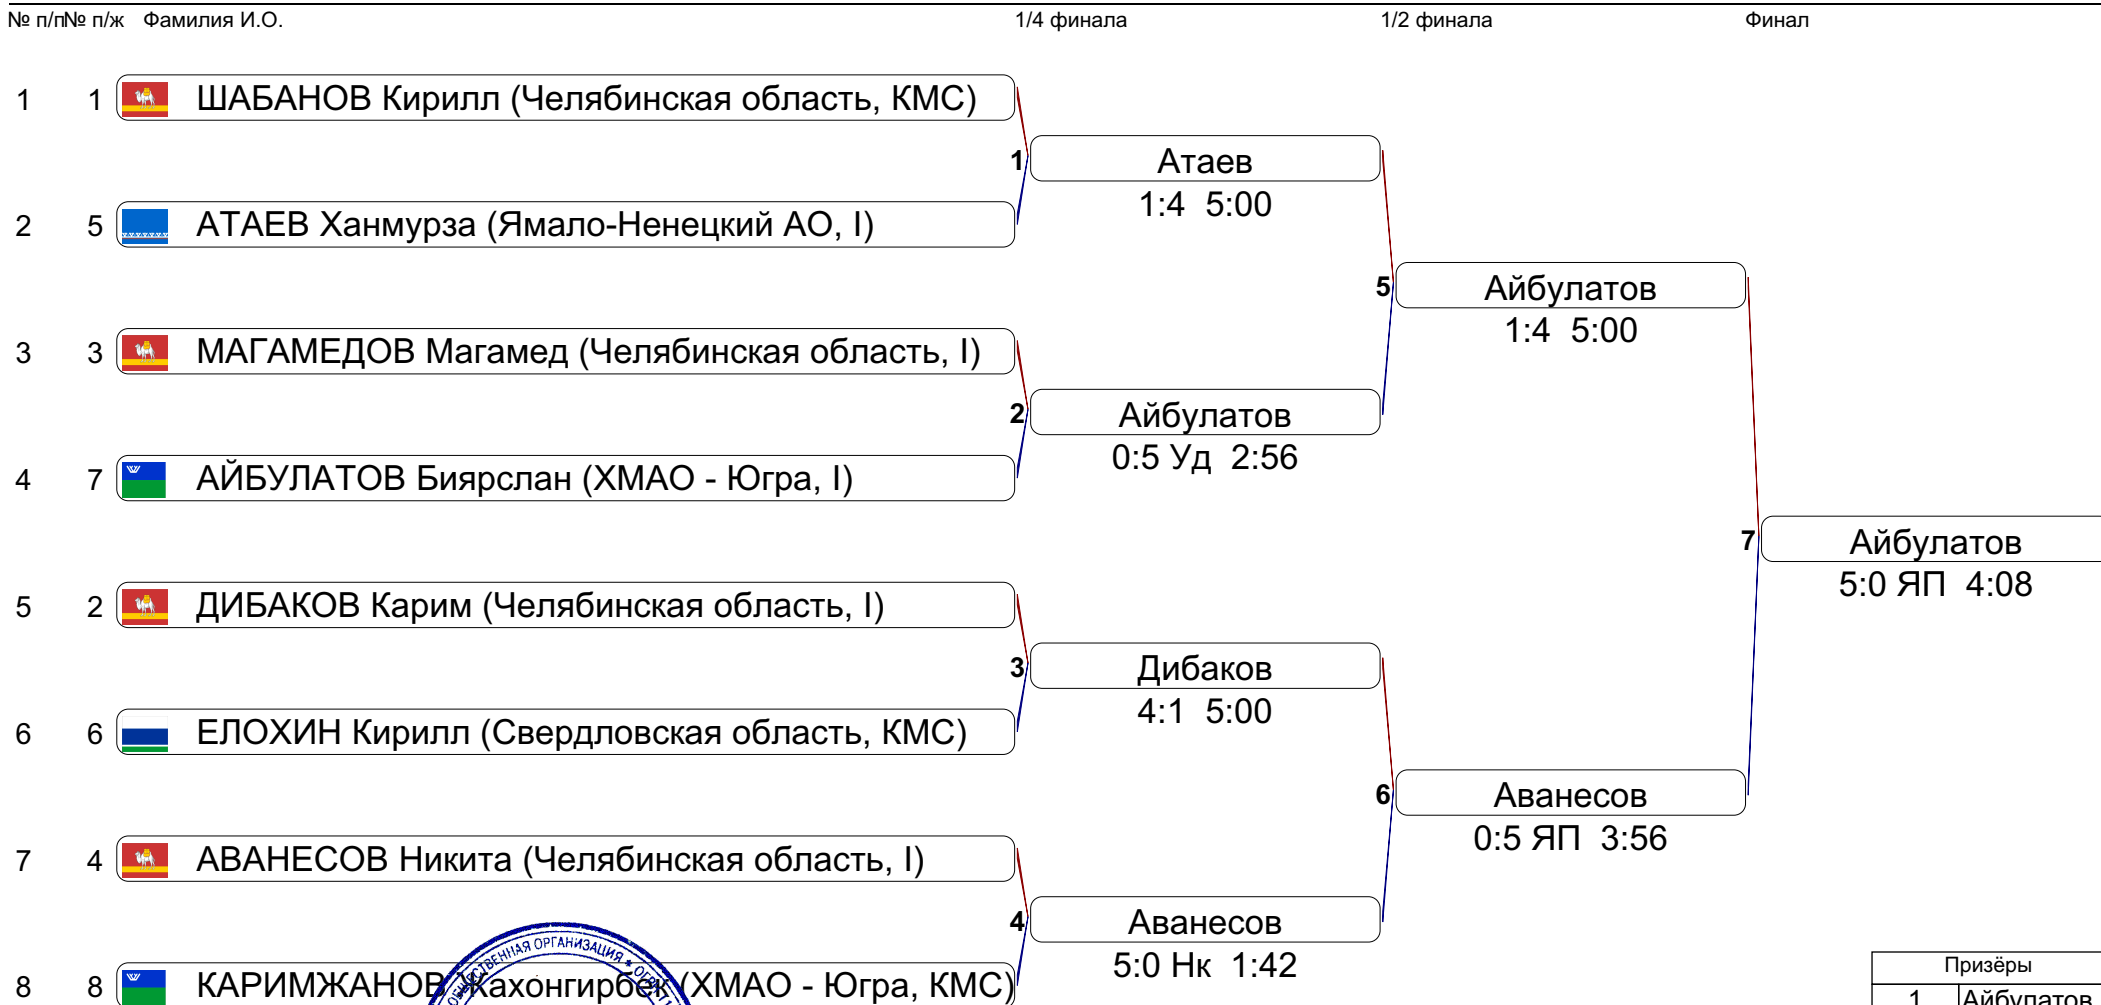 № п/п№ п/ж Фамилия И.О. 1/4 финала 1/2 финала Финал
1 1 ШАБАНОВ Кирилл (Челябинская область, КМС)
1 Атаев
1:4 5:00
2 5 АТАЕВ Ханмурза (Ямало-Ненецкий АО, I)
5 Айбулатов
1:4 5:00
3 3 МАГАМЕДОВ Магамед (Челябинская область, I)
2 Айбулатов
0:5 Уд 2:56
4 7 АЙБУЛАТОВ Биярслан (ХМАО - Югра, I)
7 Айбулатов
5:0 ЯП 4:08
5 2 ДИБАКОВ Карим (Челябинская область, I)
3 Дибаков
4:1 5:00
6 6 ЕЛОХИН Кирилл (Свердловская область, КМС)
6 Аванесов
0:5 ЯП 3:56
7 4 АВАНЕСОВ Никита (Челябинская область, I)
4 Аванесов
5:0 Нк 1:42
8 8 КАРИМЖАНОВ Жахонгирбек (ХМАО - Югра, КМС)
ОРГАНИЗАЦИЯ
Призёры
1 Айбулатов